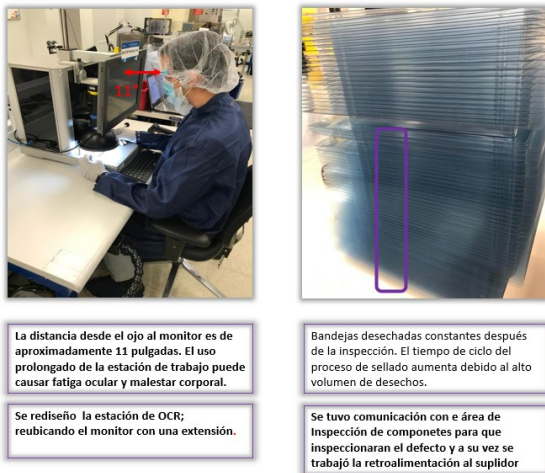 11"
La distancia desde el ojo al monitor es de
aproximadamente 11 pulgadas. El uso
prolongado de la estación de trabajo puede
causar fatiga ocular y malestar corporal.
Se rediseño la estación de OCR;
reubicando el monitor con una extensión.
Bandejas desechadas constantes después
de la inspección. El tiempo de ciclo del
proceso de sellado aumenta debido al alto
volumen de desechos.
Se tuvo comunicación con e área de
Inspección de componetes para que
inspeccionaran el defecto y a su vez se
trabajó la retroalimentación al suplidor